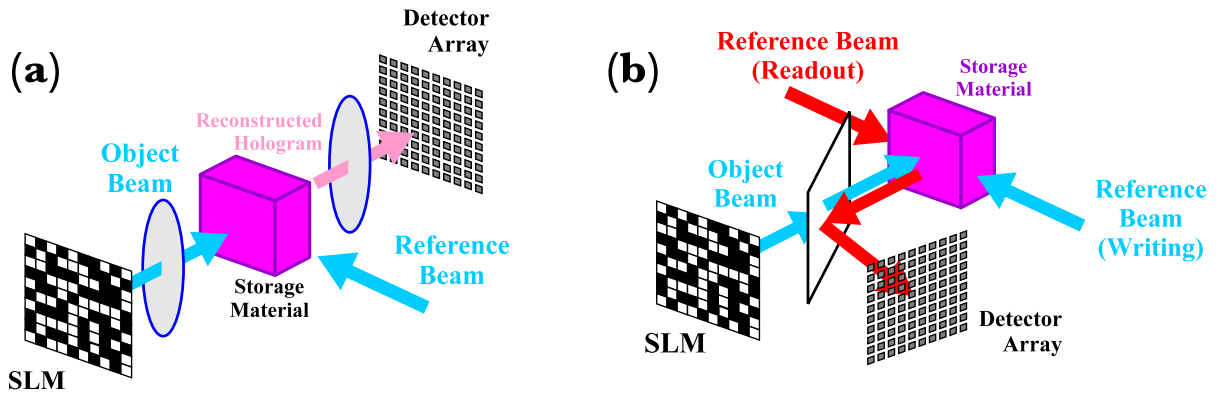 (a)
Detector
Array
Reconstructed
Hologram
Object
Beam
Reference
Beam
Storage
Material
SLM
(b)
Reference Beam
(Readout)
Storage
Material
Object
Beam
Reference
Beam
(Writing)
SLM
Detector
Array